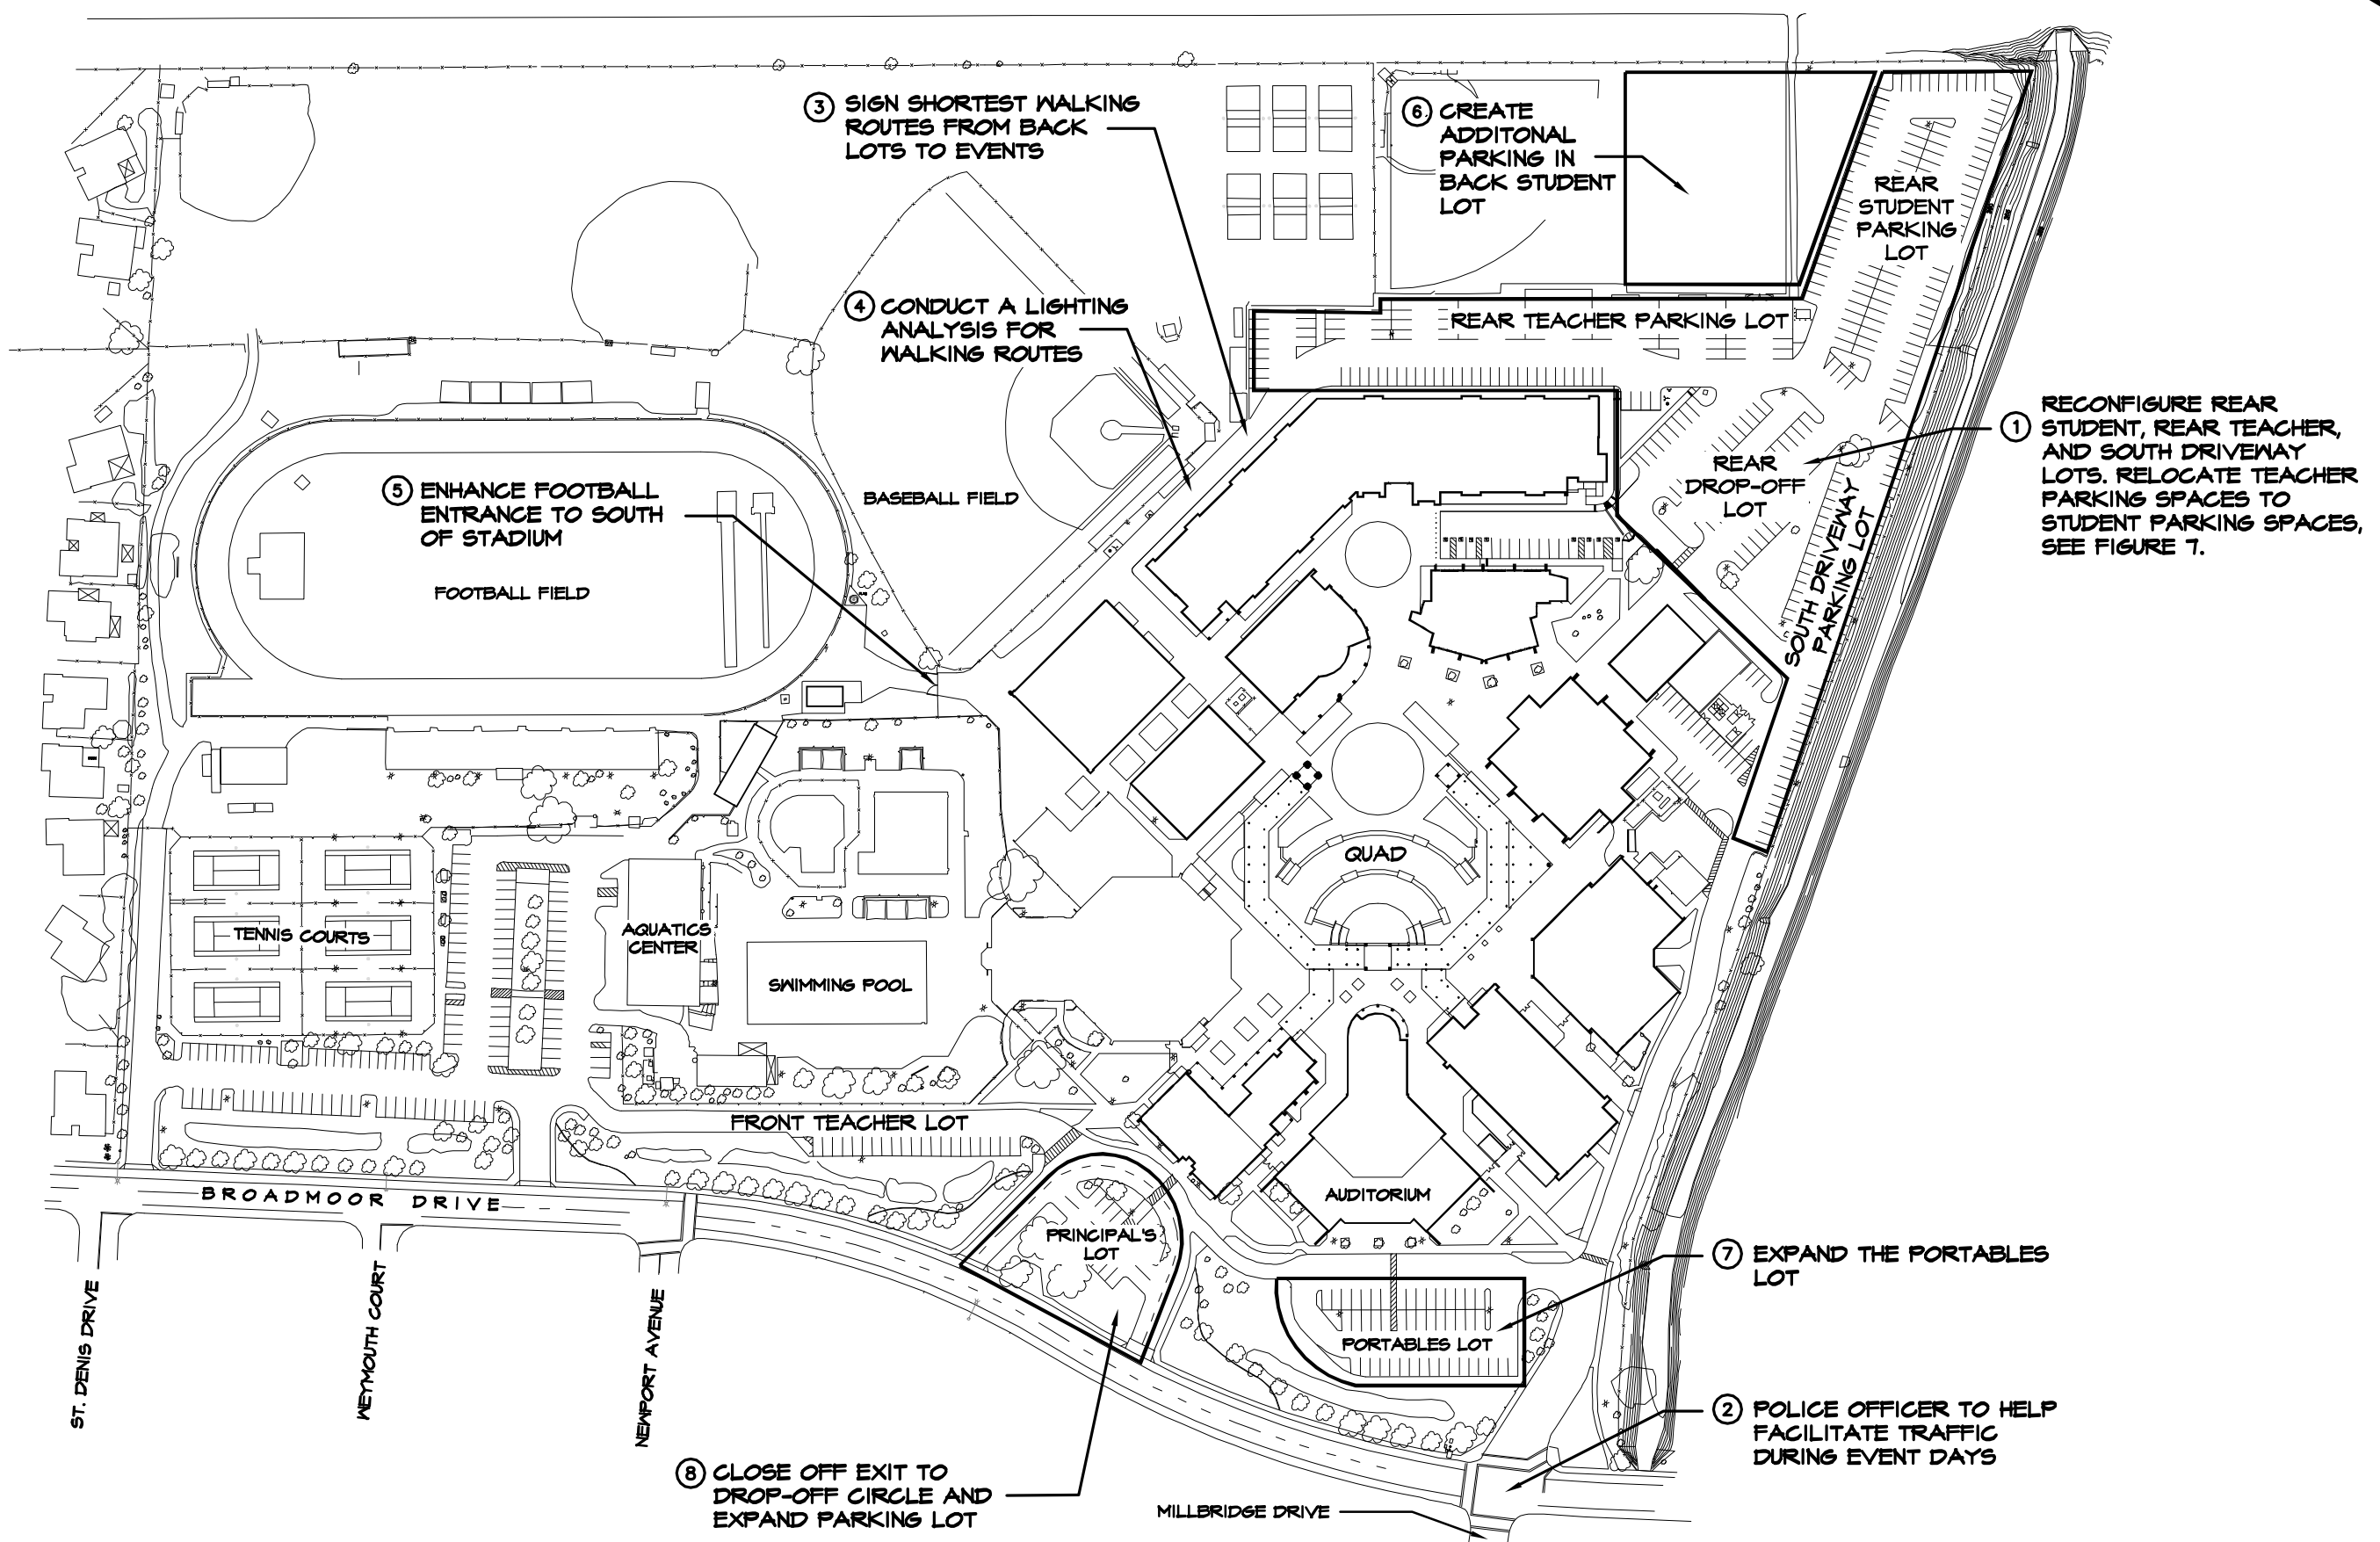 3 SIGN SHORTEST WALKING
ROUTES FROM BACK
LOTS TO EVENTS
6. CREATE
ADDITONAL
PARKING IN
BACK STUDENT
LOT
REAR
STUDENT
PARKING
LOT
4 CONDUCT A LIGHTING
ANALYSIS FOR
WALKING ROUTES
REAR TEACHER PARKING LOT
1 RECONFIGURE REAR
STUDENT, REAR TEACHER,
AND SOUTH DRIVEWAY
LOTS. RELOCATE TEACHER
PARKING SPACES TO
STUDENT PARKING SPACES,
SEE FIGURE 7.
REAR
DROP-OFF
LOT
SOUTH DRIVEWAY
PARKING LOT
5 ENHANCE FOOTBALL
ENTRANCE TO SOUTH
OF STADIUM
BASEBALL FIELD
FOOTBALL FIELD
QUAD
TENNIS COURTS
AQUATICS
CENTER
SWIMMING POOL
FRONT TEACHER LOT
AUDITORIUM
BROADMOOR DRIVE
PRINCIPAL'S
LOT
7 EXPAND THE PORTABLES
LOT
PORTABLES LOT
ST. DENIS DRIVE
WEYMOUTH COURT
NEWPORT AVENUE
2 POLICE OFFICER TO HELP
FACILITATE TRAFFIC
DURING EVENT DAYS
8 CLOSE OFF EXIT TO
DROP-OFF CIRCLE AND
EXPAND PARKING LOT
MILLBRIDGE DRIVE